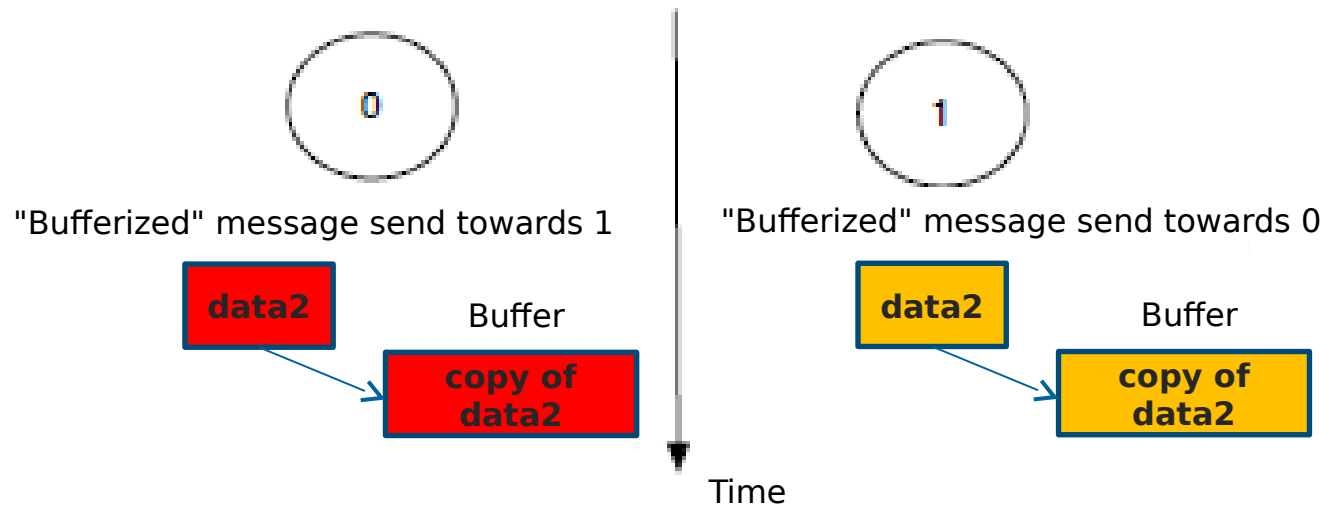 0
1
"Bufferized" message send towards 1
"Bufferized" message send towards 0
data2
Buffer
copy of
data2
data2
Buffer
copy of
data2
Time